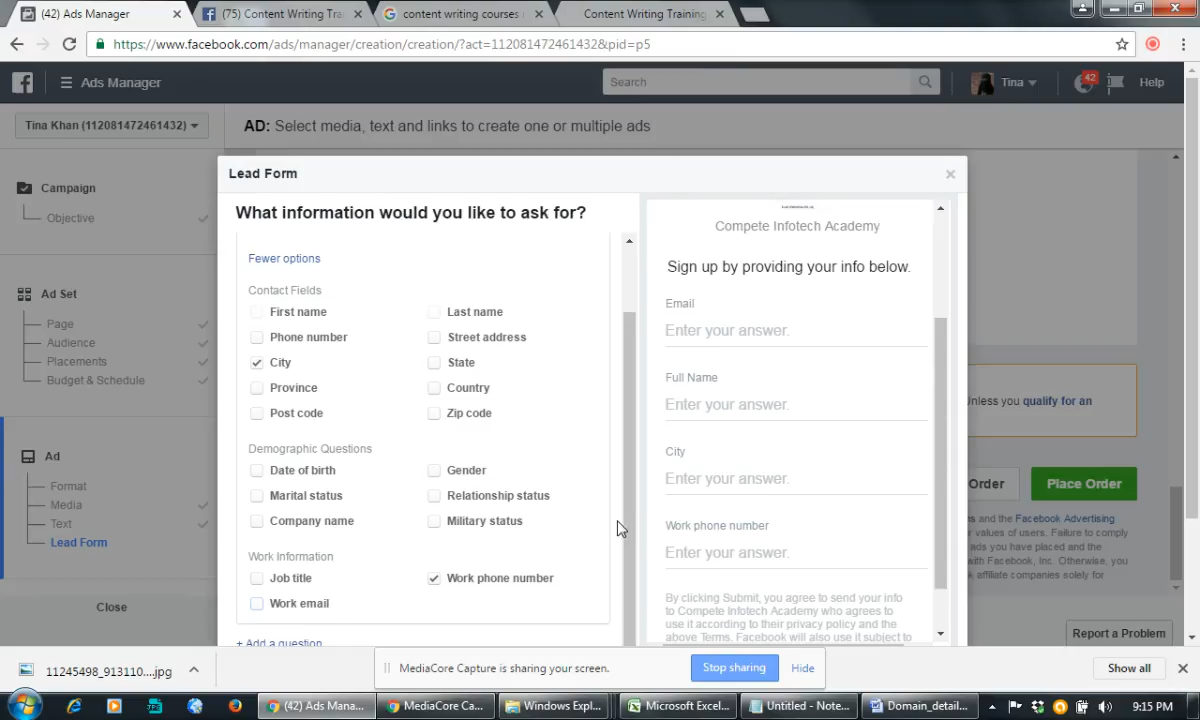 (42) Ads Manager
(75) Content Writing Tra
content writing courses
Content Writing Training
https://www.facebook.com/ads/manager/creation/creation/?act=112081472461432&pid=p5
Ads Manager
Search
Tina
42
Help
Tina Khan (112081472461432)
AD: Select media, text and links to create one or multiple ads
Campaign
Objective
Ad Set
Page
Audience
Placements
Budget & Schedule
Ad
Format
Media
Text
Lead Form
Close
Lead Form
What information would you like to ask for?
Fewer options
Contact Fields
First name
Last name
Phone number
Street address
City
State
Province
Country
Post code
Zip code
Demographic Questions
Date of birth
Gender
Marital status
Relationship status
Company name
Military status
Work Information
Job title
Work phone number
Work email
+ Add a question
Compete Infotech Academy
Sign up by providing your info below.
Email
Enter your answer.
Full Name
Enter your answer.
City
Enter your answer.
Work phone number
Enter your answer.
By clicking Submit, you agree to send your info
to Compete Infotech Academy who agrees to
use it according to their privacy policy and the
above Terms. Facebook will also use it subject to
Unless you qualify for an
Order
Place Order
and the Facebook Advertising
or values of users. Failure to comply
ads you have placed and the
with Facebook, Inc. Otherwise, you
affiliate companies solely for
Report a Problem
11245498_913110....jpg
MediaCore Capture is sharing your screen.
Stop sharing
Hide
Show all
(42) Ads Mana...
MediaCore Ca...
Windows Expl...
Microsoft Excel...
Untitled - Note...
Domain_detail...
9:15 PM